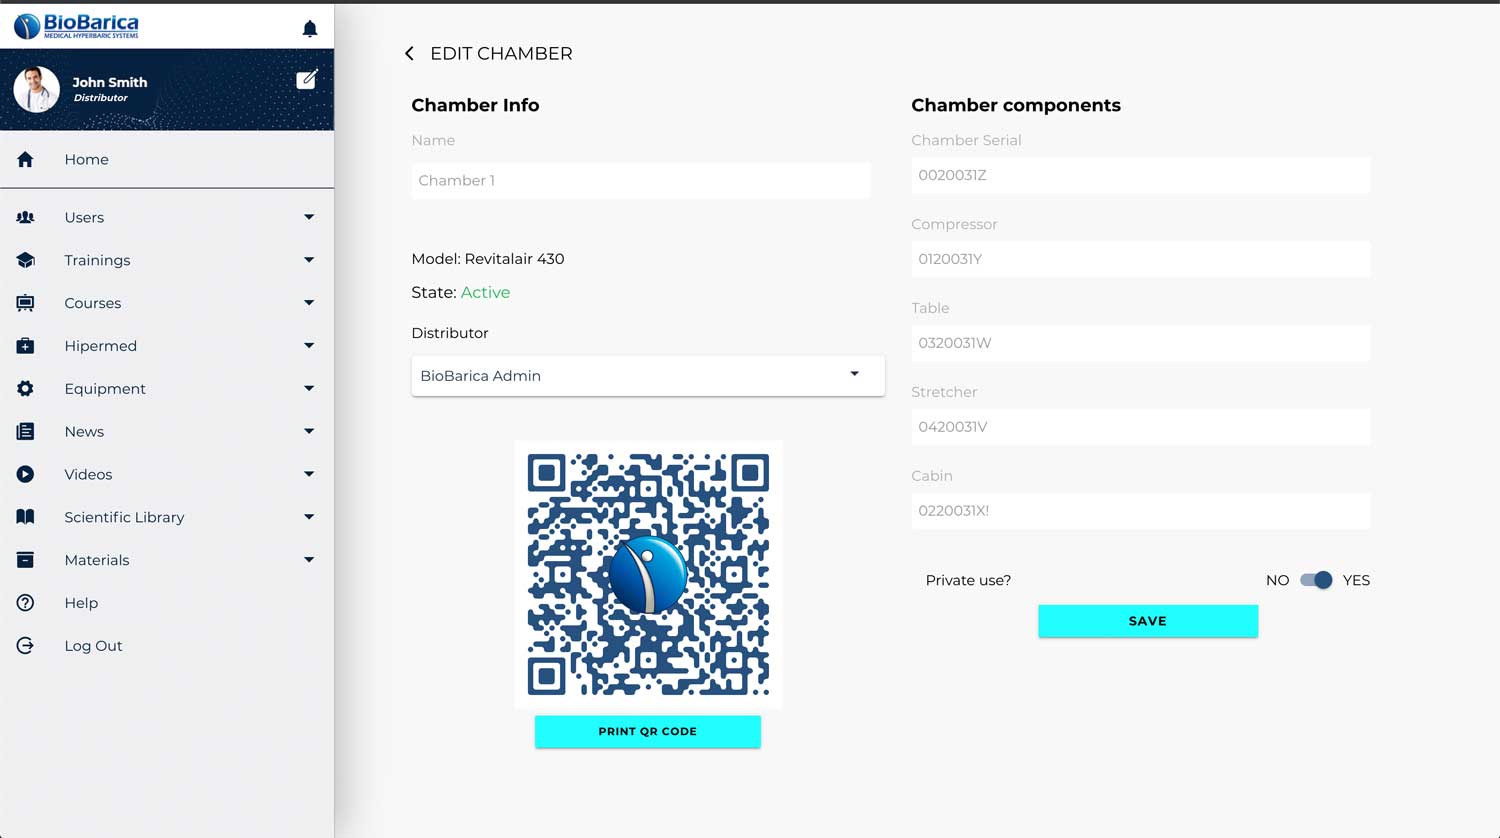 BioBarica
MEDICAL HYPERBARIC SYSTEMS
John Smith
Distributor
Home
Users
Trainings
Courses
Hipermed
Equipment
News
Videos
Scientific Library
Materials
Help
Log Out
EDIT CHAMBER
Chamber Info
Name
Chamber 1
Model: Revitalair 430
State: Active
Distributor
BioBarica Admin
PRINT QR CODE
Chamber components
Chamber Serial
0020031Z
Compressor
0120031Y
Table
0320031W
Stretcher
0420031V
Cabin
0220031X!
Private use?
NO YES
SAVE